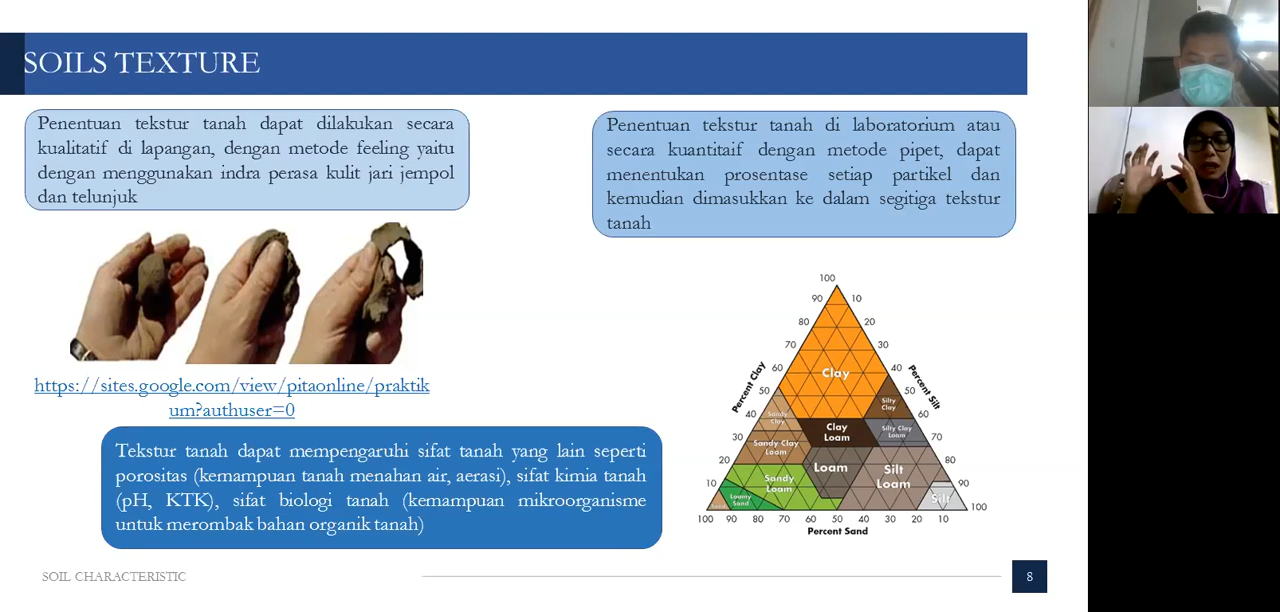 SOILS TEXTURE
Penentuan tekstur tanah dapat dilakukan secara
kualitatif di lapangan, dengan metode feeling yaitu
dengan menggunakan indra perasa kulit jari jempol
dan telunjuk
Penentuan tekstur tanah di laboratorium atau
secara kuantitaif dengan metode pipet, dapat
menentukan prosentase setiap partikel dan
kemudian dimasukkan ke dalam segitiga tekstur
tanah
https://sites.google.com/view/pitaonline/praktik
um?authuser=0
Tekstur tanah dapat mempengaruhi sifat tanah yang lain seperti
porositas (kemampuan tanah menahan air, aerasi), sifat kimia tanah
(pH, KTK), sifat biologi tanah (kemampuan mikroorganisme
untuk merombak bahan organik tanah)
100
90 10
80 20
70 30
60 40
50 50
40 60
30 70
20 80
10 90
100
Percent Clay
Percent Silt
Clay
Silty
Clay
Sandy
Clay
Clay
Loam
Silty Clay
Loam
Sandy Clay
Loam
Loam
Silt
Loam
Sandy
Loam
Loamy
Sand
Silt
100 90 80 70 60 50 40 30 20 10
Percent Sand
SOIL CHARACTERISTIC
8